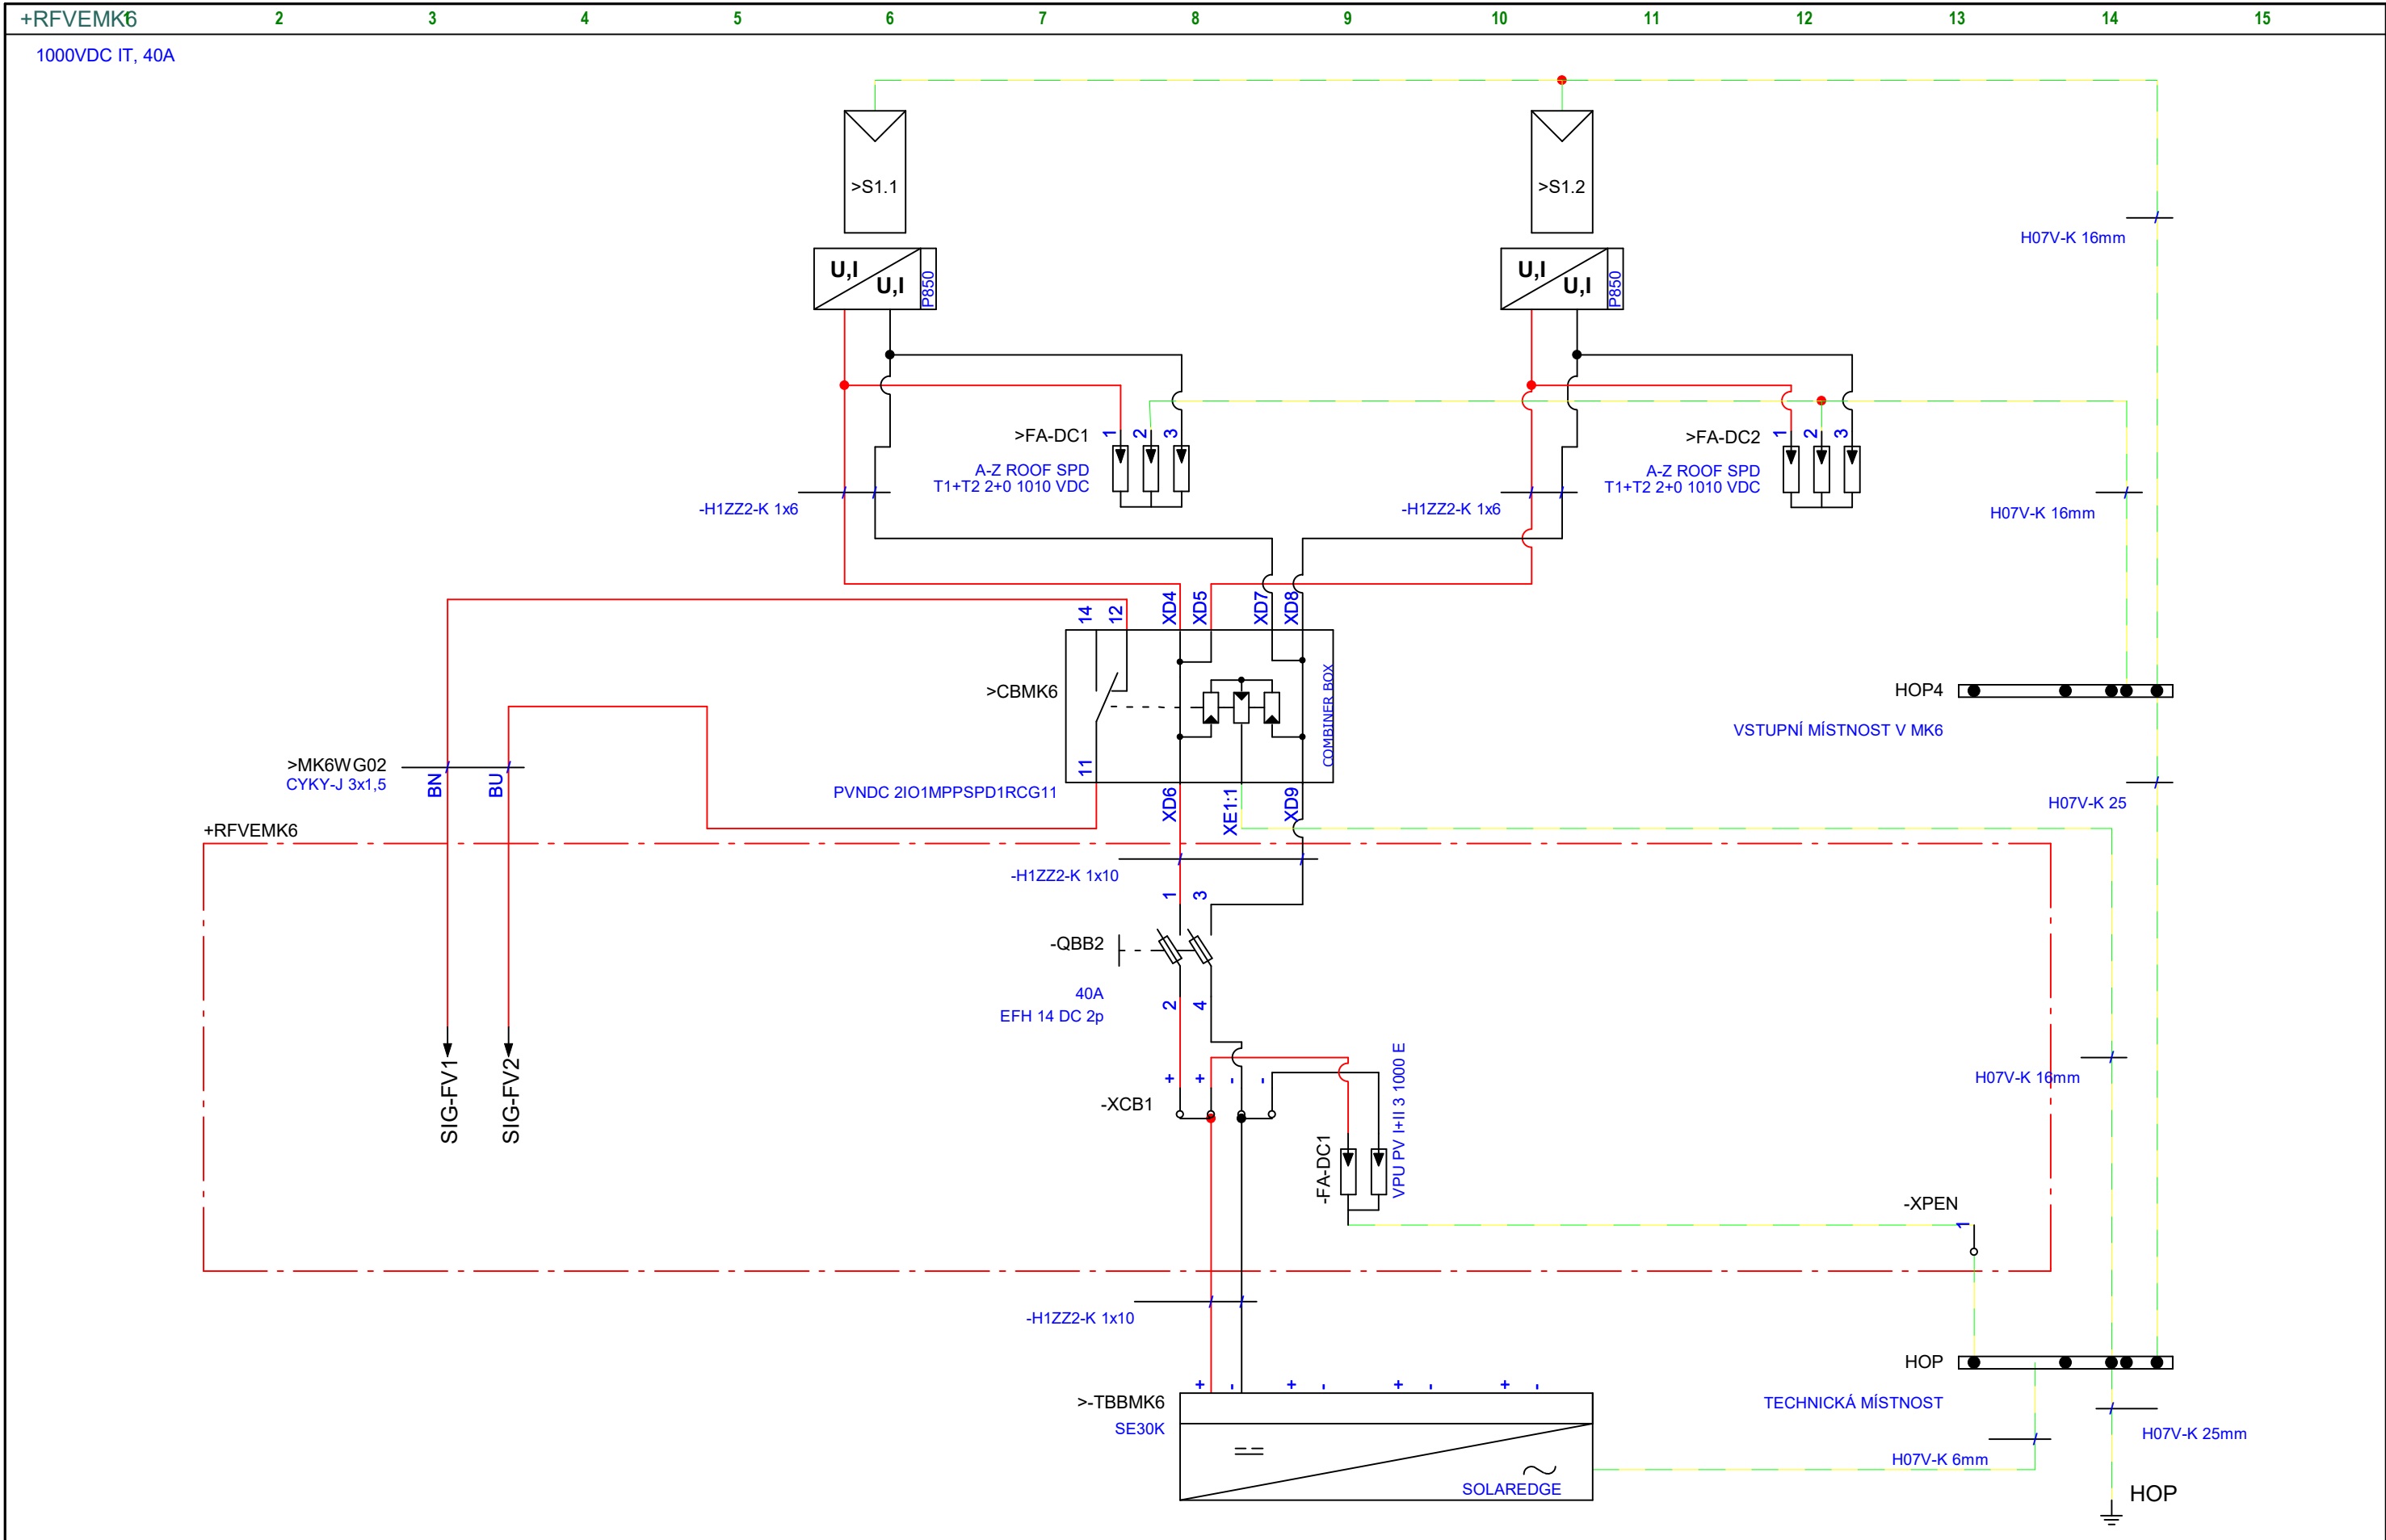 +RFVEMK6
1 2 3 4 5 6 7 8 9 10 11 12 13 14 15
1000VDC IT, 40A
>S1.1
>S1.2
H07V-K 16mm
U,I
U,I
P850
U,I
U,I
P850
>FA-DC1
1 2 3
A-Z ROOF SPD
T1+T2 2+0 1010 VDC
>FA-DC2
1 2 3
A-Z ROOF SPD
T1+T2 2+0 1010 VDC
-H1ZZ2-K 1x6
-H1ZZ2-K 1x6
H07V-K 16mm
14 12 XD4 XD5 XD7 XD8
>CBMK6
COMBINER BOX
HOP4
VSTUPNÍ MÍSTNOST V MK6
11
PVNDC 2IO1MPPSPD1RCG11
XD6 XE1:1 XD9
>MK6WG02
CYKY-J 3x1,5
BN BU
H07V-K 25
+RFVEMK6
-H1ZZ2-K 1x10
1 3
-QBB2
40A
EFH 14 DC 2p
2 4
SIG-FV1
SIG-FV2
+ + - -
-XCB1
-FA-DC1
VPU PV I+II 3 1000 E
H07V-K 16mm
-XPEN
1
-H1ZZ2-K 1x10
HOP
TECHNICKÁ MÍSTNOST
+ - + - + - + -
>-TBBMK6
SE30K
SOLAREDGE
H07V-K 6mm
H07V-K 25mm
HOP